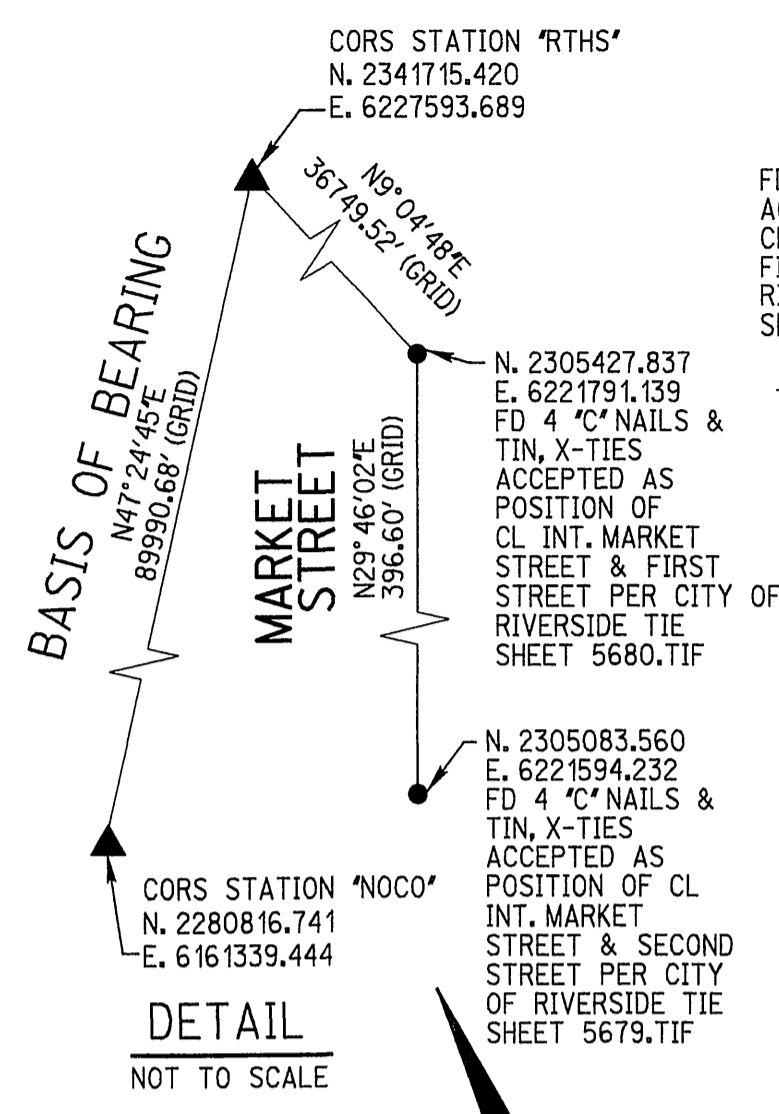 CORS STATION "RTHS"
N. 2341715.420
E. 6227593.689
N9°04'48"E
36749.52' (GRID)
BASIS OF BEARING
N47°24'45"E
89990.68' (GRID)
MARKET
STREET
N29°46'02"E
396.60' (GRID)
N. 2305427.837
E. 6221791.139
FD 4 "C" NAILS &
TIN, X-TIES
ACCEPTED AS
POSITION OF
CL INT. MARKET
STREET & FIRST
STREET PER CITY OF
RIVERSIDE TIE
SHEET 5680.TIF
N. 2305083.560
E. 6221594.232
FD 4 "C" NAILS &
TIN, X-TIES
ACCEPTED AS
POSITION OF CL
INT. MARKET
STREET & SECOND
STREET PER CITY
OF RIVERSIDE TIE
SHEET 5679.TIF
CORS STATION "NOCO"
N. 2280816.741
E. 6161339.444
DETAIL
NOT TO SCALE